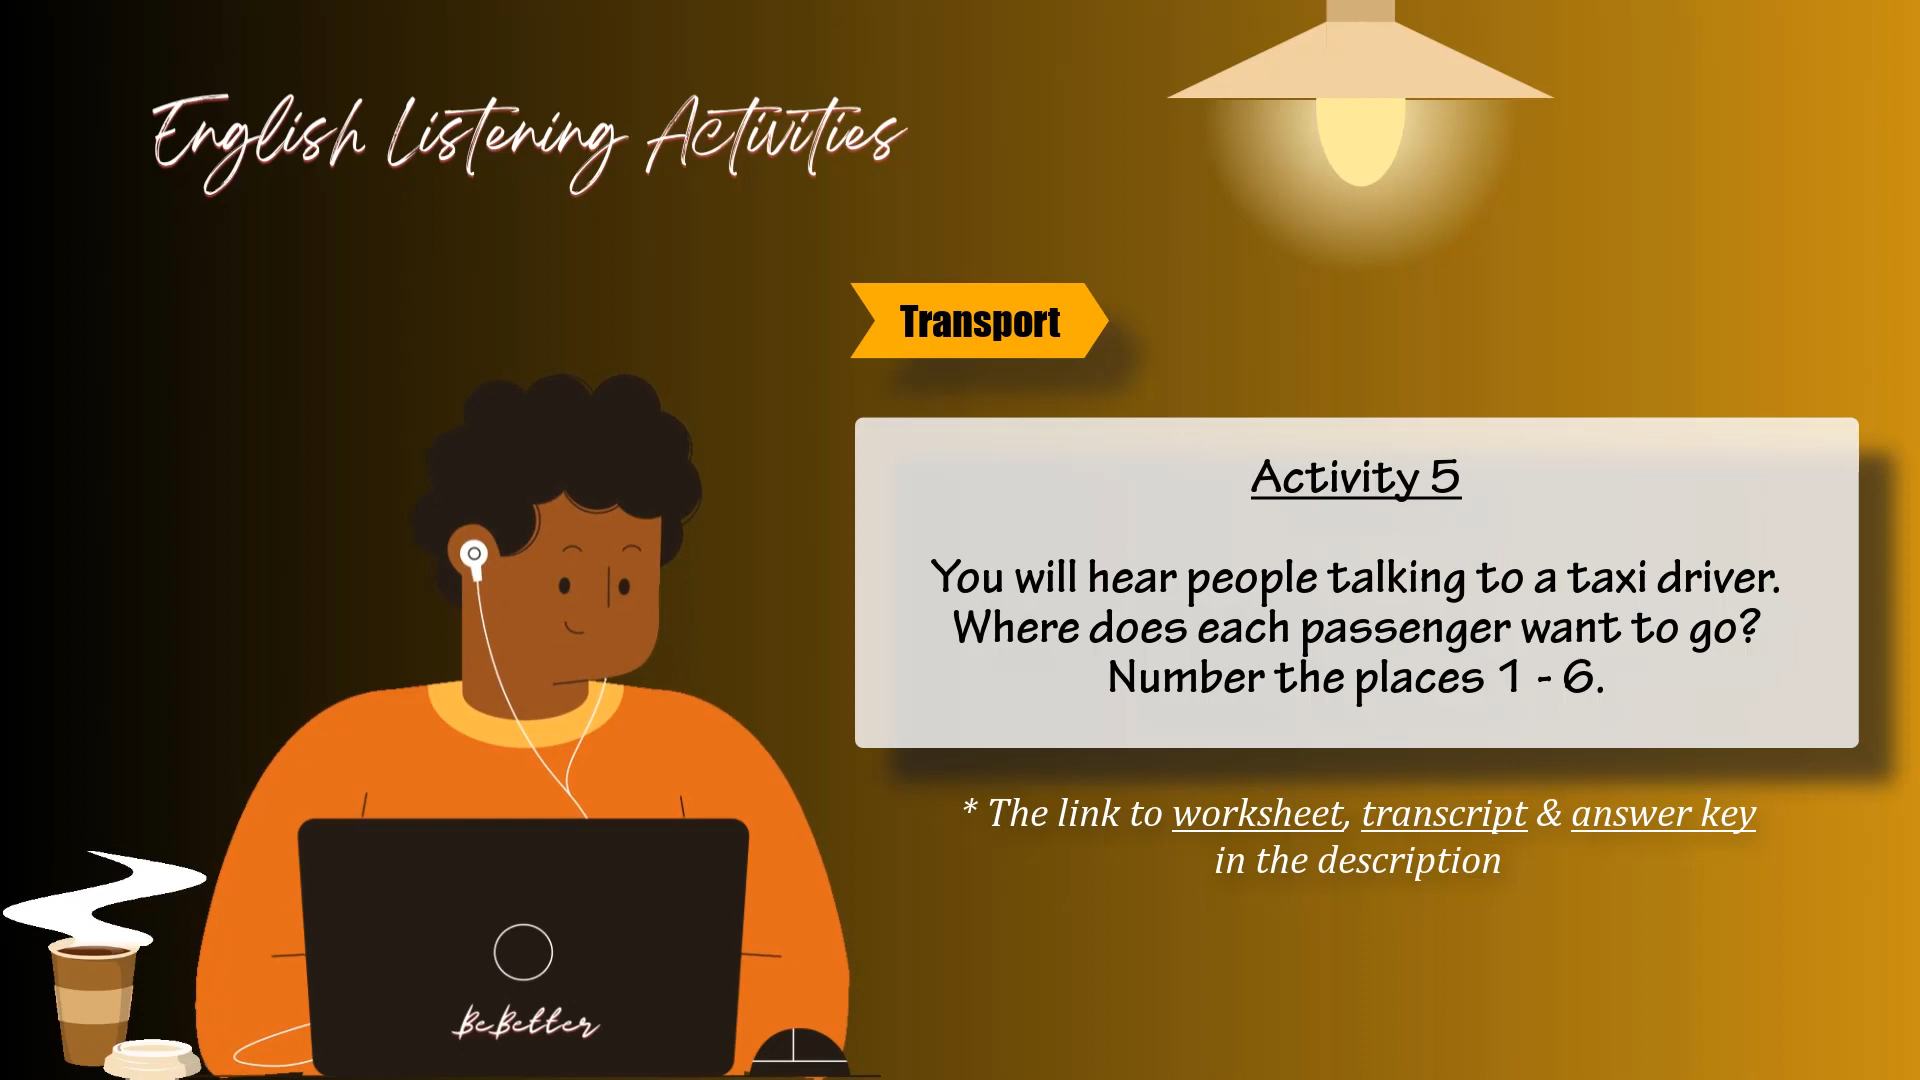 English Listening Activities
Transport
Activity 5
You will hear people talking to a taxi driver.
Where does each passenger want to go?
Number the places 1 - 6.
* The link to worksheet, transcript & answer key
in the description
BeBetter